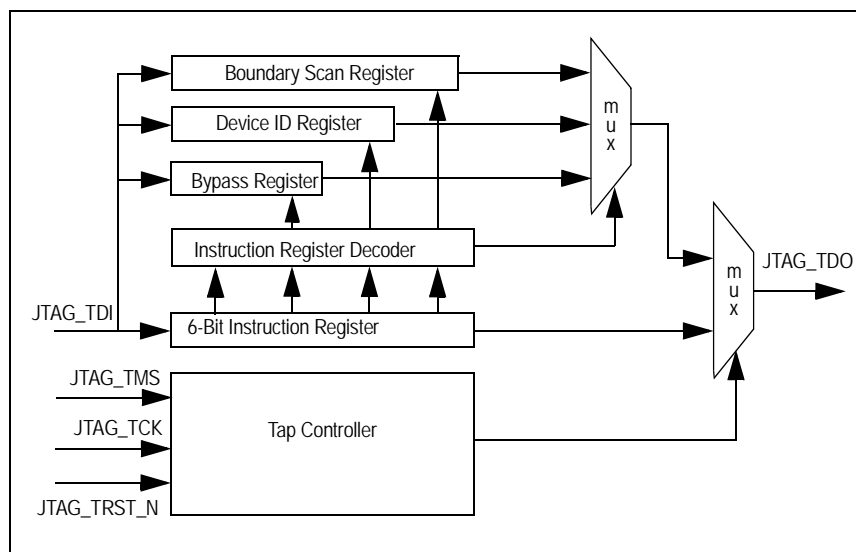 Boundary Scan Register
m
u
x
Device ID Register
Bypass Register
Instruction Register Decoder
m
u
x
JTAG_TDO
JTAG_TDI
6-Bit Instruction Register
JTAG_TMS
JTAG_TCK
Tap Controller
JTAG_TRST_N